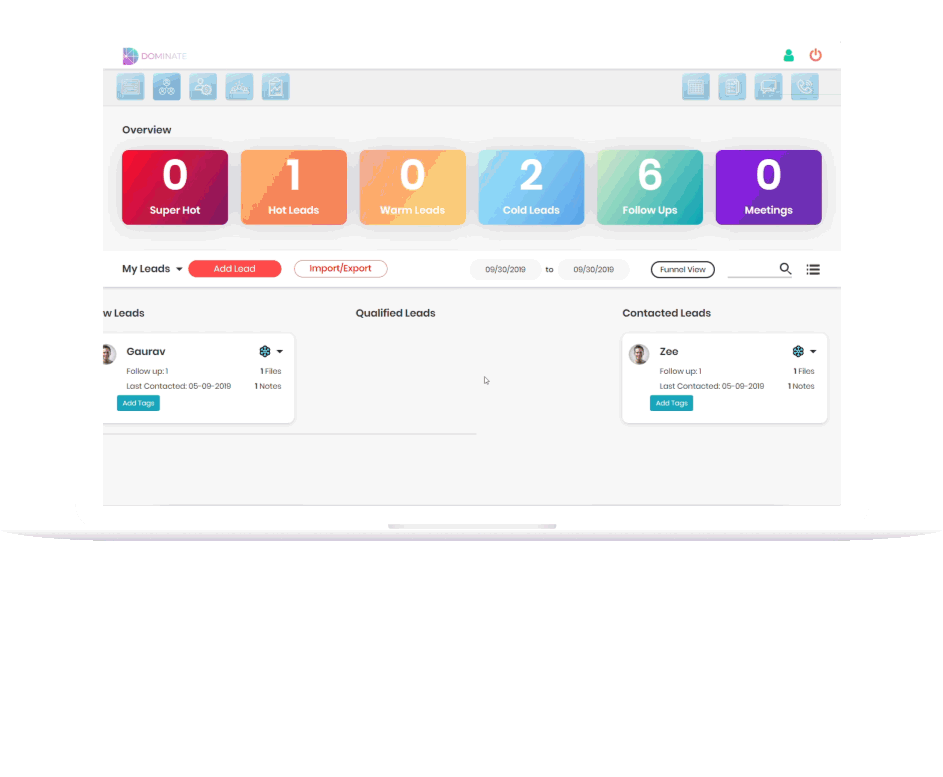 DOMINATE
Overview
0 1 0 2 6 0
Super Hot Hot Leads Warm Leads Cold Leads Follow Ups Meetings
My Leads Add Lead Import/Export 09/30/2019 to 09/30/2019 Funnel View
w Leads Qualified Leads Contacted Leads
Gaurav Zee
Follow up: 1 1 Files Follow up: 1 1 Files
Last Contacted: 05-09-2019 1 Notes Last Contacted: 05-09-2019 1 Notes
Add Tags Add Tags